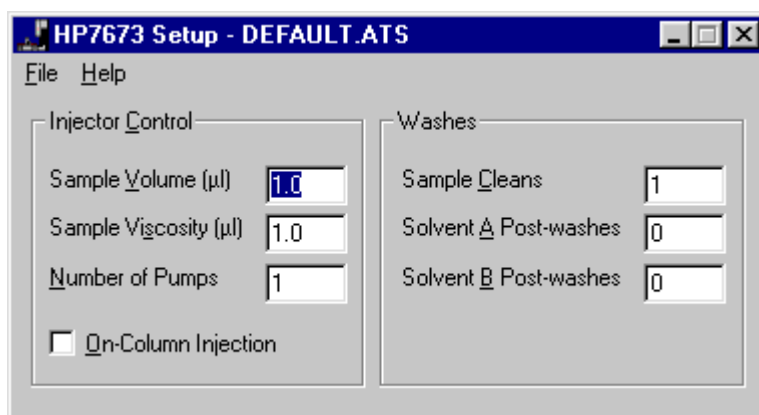 HP7673 Setup - DEFAULT.ATS
File Help
Injector Control
Sample Volume (µl) 1.0
Sample Viscosity (µl) 1.0
Number of Pumps 1
On-Column Injection
Washes
Sample Cleans 1
Solvent A Post-washes 0
Solvent B Post-washes 0